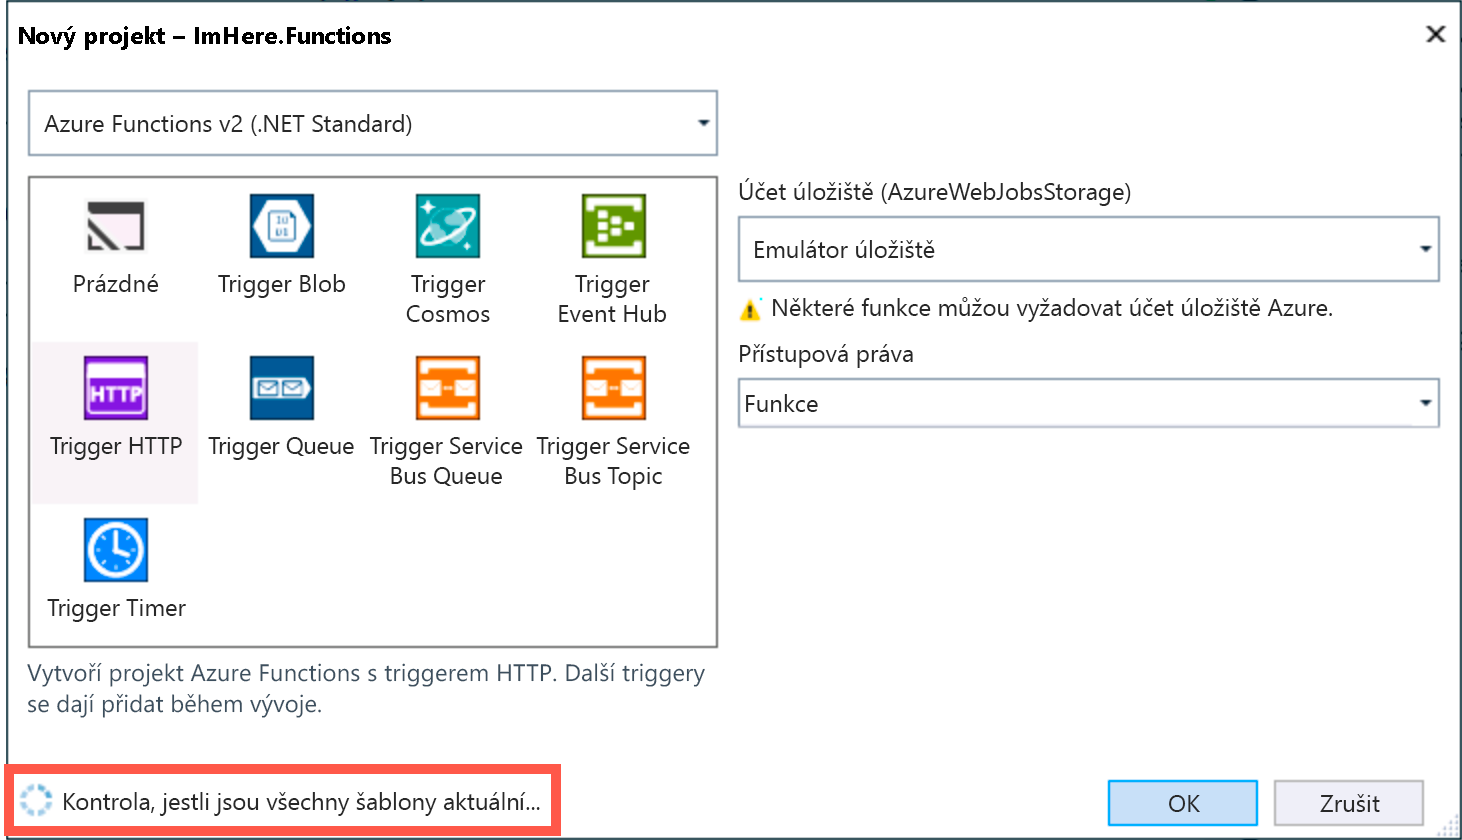 Nový projekt – ImHere.Functions
Azure Functions v2 (.NET Standard)
Prázdné
Trigger Blob
Trigger
Cosmos
Trigger
Event Hub
HTTP
Trigger HTTP
Trigger Queue
Trigger Service
Bus Queue
Trigger Service
Bus Topic
Trigger Timer
Vytvoří projekt Azure Functions s triggerem HTTP. Další triggery
se dají přidat během vývoje.
Účet úložiště (AzureWebJobsStorage)
Emulátor úložiště
Některé funkce můžou vyžadovat účet úložiště Azure.
Přístupová práva
Funkce
Kontrola, jestli jsou všechny šablony aktuální...
OK
Zrušit